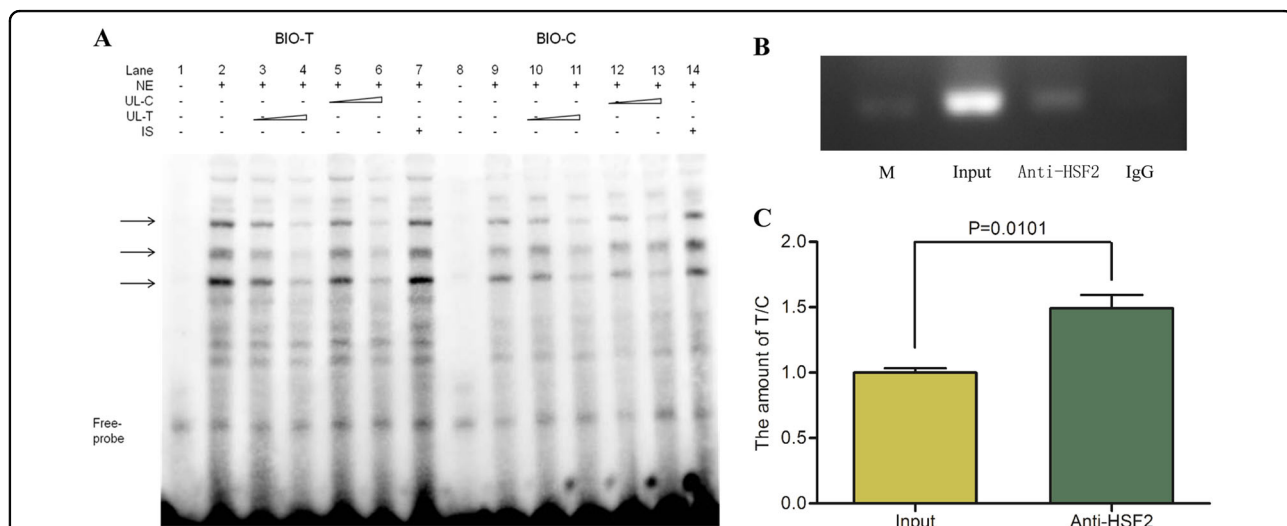 A
BIO-T BIO-C
Lane 1 2 3 4 5 6 7 8 9 10 11 12 13 14
NE - + + + + + + - + + + + + +
UL-C - - - - - - - - - - - -
UL-T - - - - - - - - - - - -
IS - - - - - - + - - - - - - +
Free-
probe
B
M Input Anti-HSF2 IgG
C
P=0.0101
The amount of T/C
2.0
1.5
1.0
0.5
0.0
Input Anti-HSF2